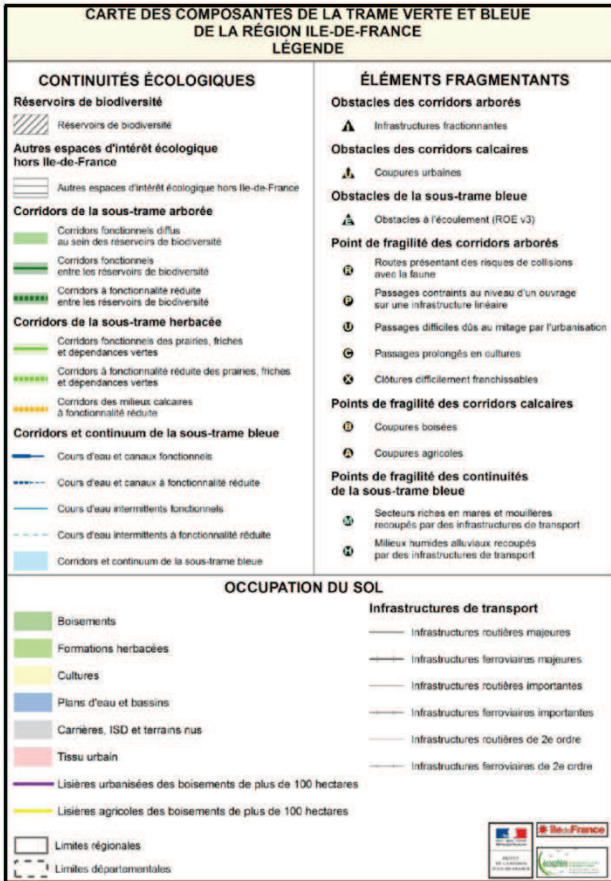 CARTE DES COMPOSANTES DE LA TRAME VERTE ET BLEUE
DE LA RÉGION ILE-DE-FRANCE
LÉGENDE
CONTINUITÉS ÉCOLOGIQUES
Réservoirs de biodiversité
Réservoirs de biodiversité
Autres espaces d'intérêt écologique
hors Ile-de-France
Autres espaces d'intérêt écologique hors Ile-de-France
Corridors de la sous-trame arborée
Corridors fonctionnels diffus
au sein des réservoirs de biodiversité
Corridors fonctionnels
entre les réservoirs de biodiversité
Corridors à fonctionnalité réduite
entre les réservoirs de biodiversité
Corridors de la sous-trame herbacée
Corridors fonctionnels des prairies, friches
et dépendances vertes
Corridors à fonctionnalité réduite des prairies, friches
et dépendances vertes
Corridors des milieux calcaires
à fonctionnalité réduite
Corridors et continuum de la sous-trame bleue
Cours d'eau et canaux fonctionnels
Cours d'eau et canaux à fonctionnalité réduite
Cours d'eau intermittents fonctionnels
Cours d'eau intermittents à fonctionnalité réduite
Corridors et continuum de la sous-trame bleue
ÉLÉMENTS FRAGMENTANTS
Obstacles des corridors arborés
Infrastructures fractionnantes
Obstacles des corridors calcaires
Coupures urbaines
Obstacles de la sous-trame bleue
Obstacles à l'écoulement (ROE v3)
Point de fragilité des corridors arborés
R Routes présentant des risques de collisions
avec la faune
P Passages contraints au niveau d'un ouvrage
sur une infrastructure linéaire
U Passages difficiles dûs au mitage par l'urbanisation
C Passages prolongés en cultures
X Clôtures difficilement franchissables
Points de fragilité des corridors calcaires
B Coupures boisées
A Coupures agricoles
Points de fragilité des continuités
de la sous-trame bleue
M Secteurs riches en mares et mouillères
recoupés par des infrastructures de transport
H Milieux humides alluviaux recoupés
par des infrastructures de transport
OCCUPATION DU SOL
Boisements
Formations herbacées
Cultures
Plans d'eau et bassins
Carrières, ISD et terrains nus
Tissu urbain
Lisières urbanisées des boisements de plus de 100 hectares
Lisières agricoles des boisements de plus de 100 hectares
Limites régionales
Limites départementales
Infrastructures de transport
Infrastructures routières majeures
Infrastructures ferroviaires majeures
Infrastructures routières importantes
Infrastructures ferroviaires importantes
Infrastructures routières de 2e ordre
Infrastructures ferroviaires de 2e ordre
île de France